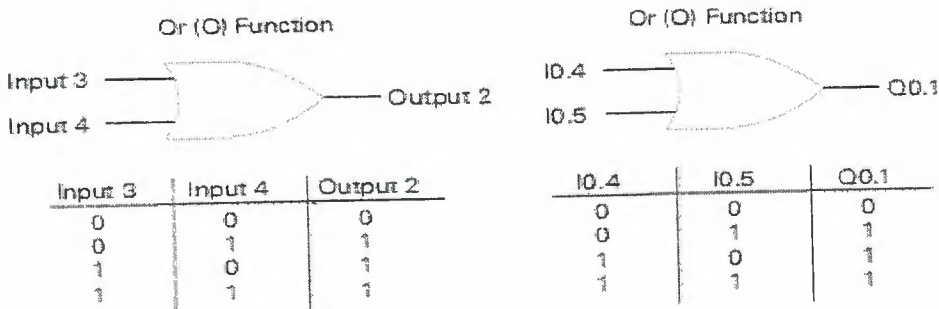 Or (O) Function
Input 3
Input 4
Output 2
Input 3 Input 4 Output 2
0 0 0
0 1 1
1 0 1
1 1 1
Or (O) Function
I0.4
I0.5
Q0.1
I0.4 I0.5 Q0.1
0 0 0
0 1 1
1 0 1
1 1 1